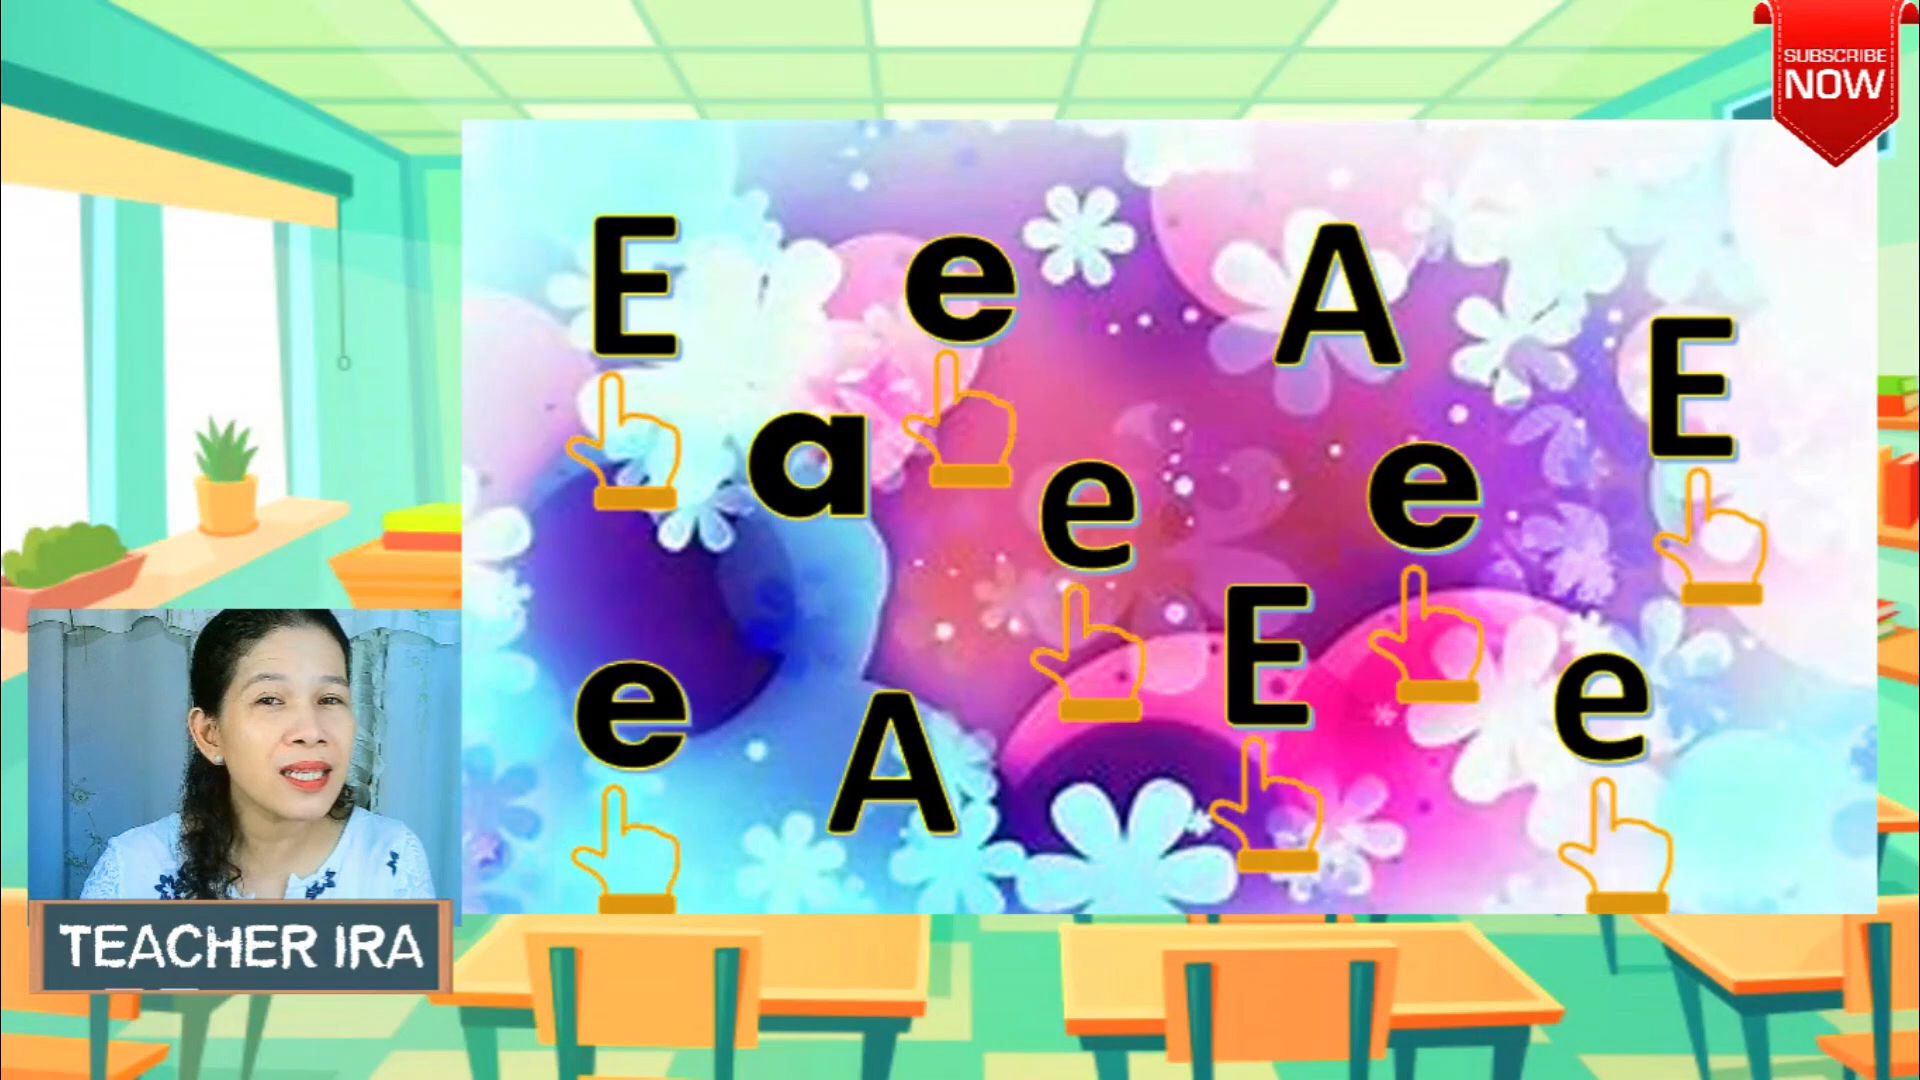 SUBSCRIBE
NOW
E e A E
a e e
E
e A e
TEACHER IRA